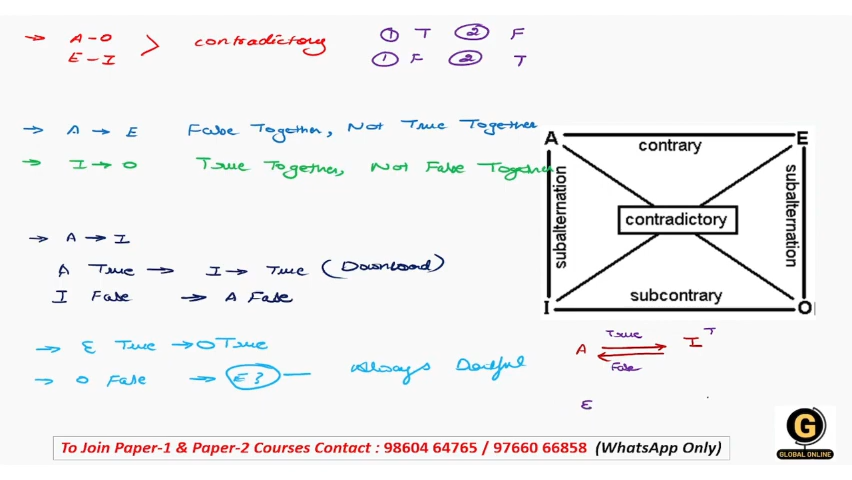 → A-O > contradictory ① T ② F
E-I ① F ② T
→ A → E False Together, Not True Together
→ I → O True Together, Not False Together
A E
contrary
subalternation
subalternation
contradictory
subcontrary
I O
→ A → I
A True → I → True (Downward)
I False → A False
→ E True → O True
→ O False → E? — Always
A True I T
False
E
G
GLOBAL ONLINE
To Join Paper-1 & Paper-2 Courses Contact : 98604 64765 / 97660 66858 (WhatsApp Only)